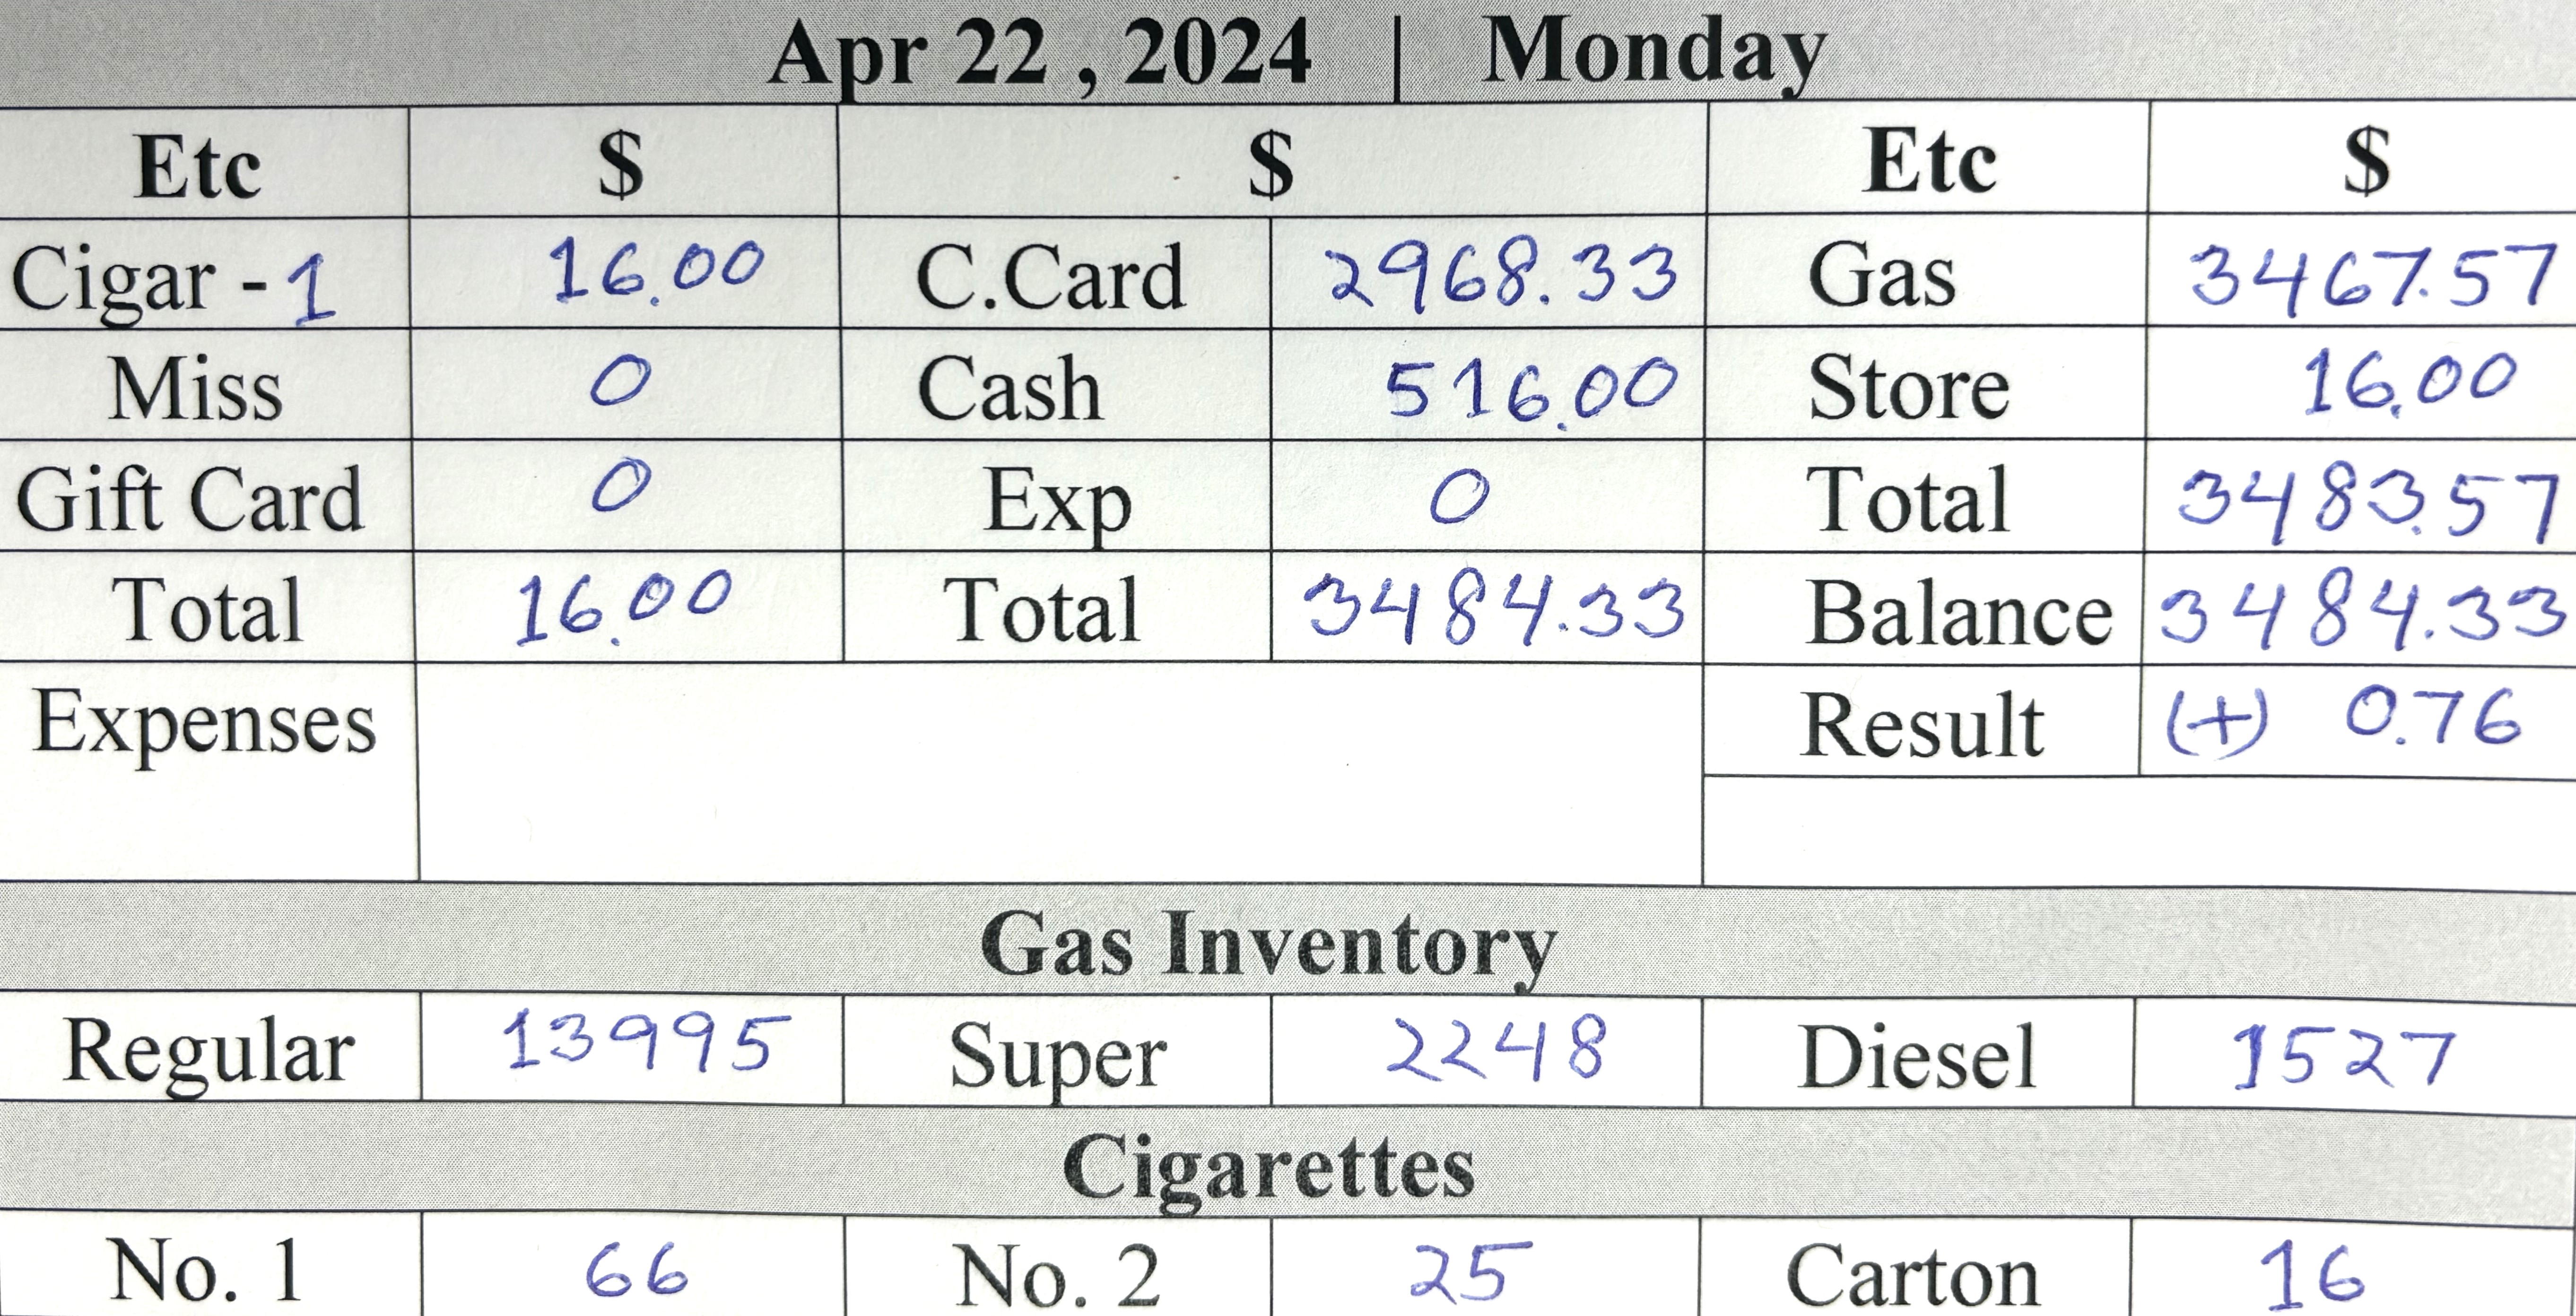 Apr 22 , 2024 | Monday
Etc $ $ Etc $
Cigar - 1 16.00 C.Card 2968.33 Gas 3467.57
Miss 0 Cash 516.00 Store 16.00
Gift Card 0 Exp 0 Total 3483.57
Total 16.00 Total 3484.33 Balance 3484.33
Expenses Result (+) 0.76
Gas Inventory
Regular 13995 Super 2248 Diesel 1527
Cigarettes
No. 1 66 No. 2 25 Carton 16